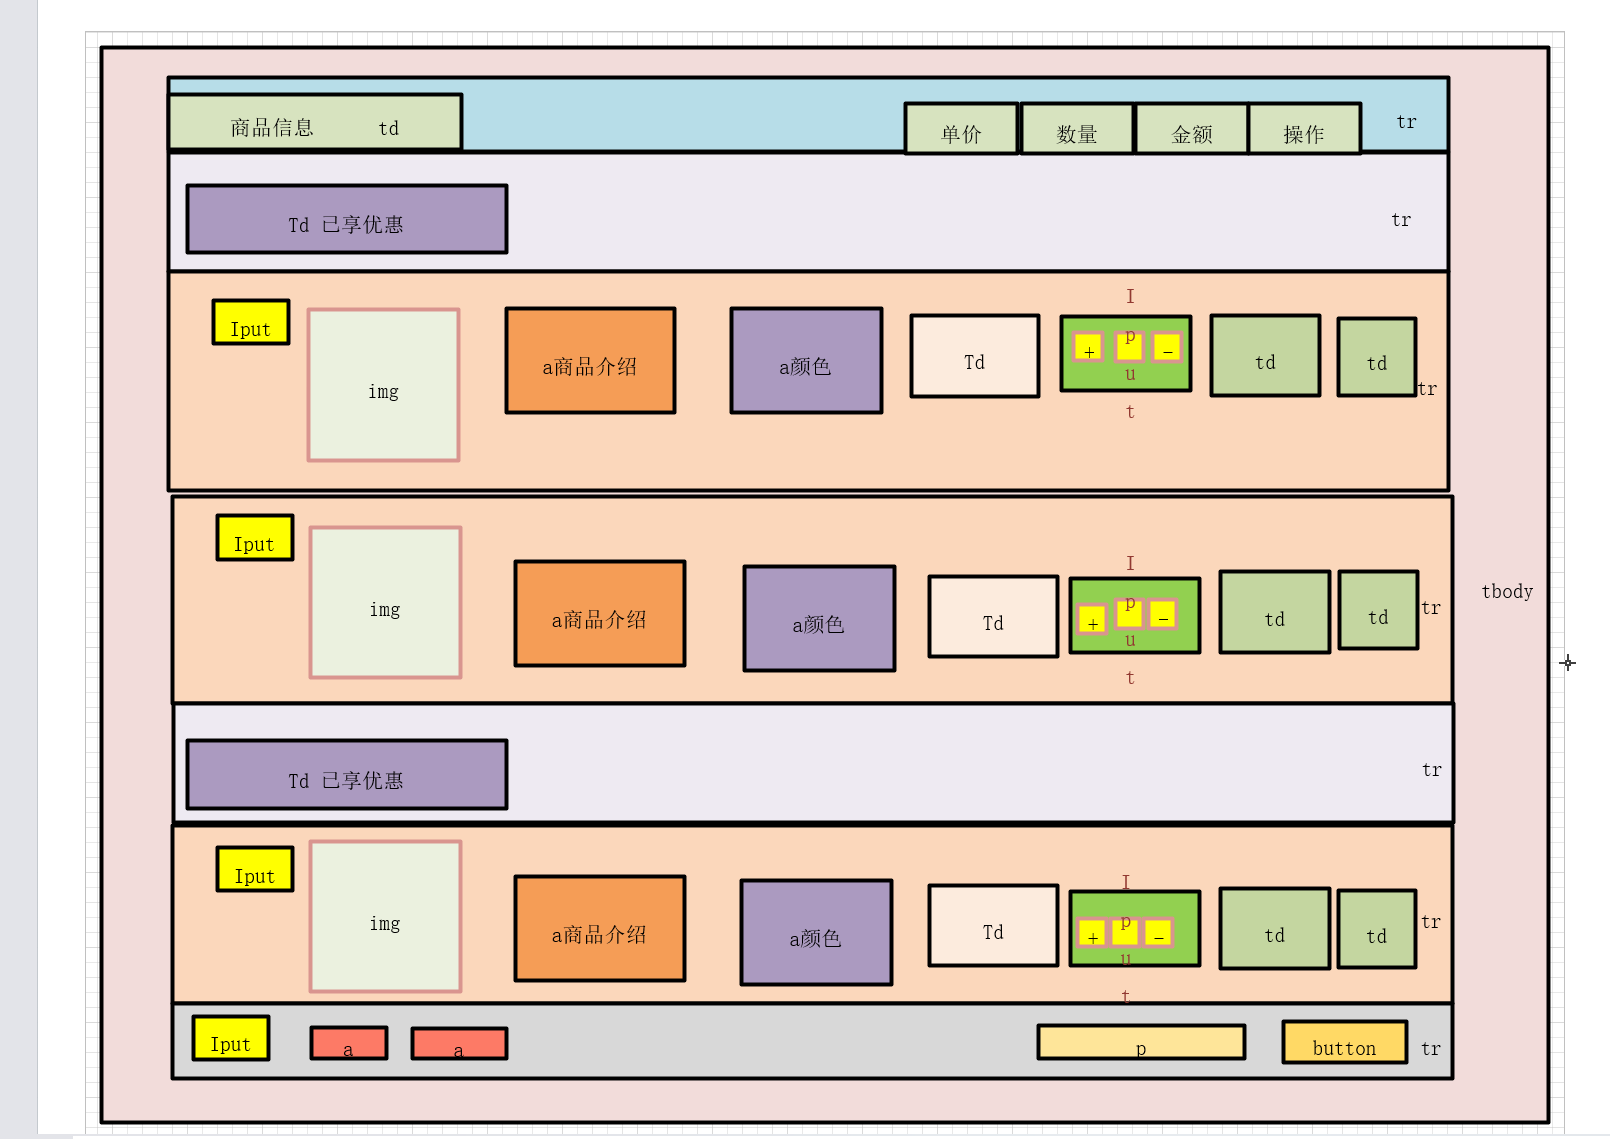 商品信息 td
单价
数量
金额
操作
tr
Td 已享优惠
tr
Iput
img
a商品介绍
a颜色
Td
I
p
u
t
+
-
td
td
tr
Iput
img
a商品介绍
a颜色
Td
I
p
u
t
+
-
td
td
tr
tbody
Td 已享优惠
tr
Iput
img
a商品介绍
a颜色
Td
I
p
u
t
+
-
td
td
tr
Iput
a
a
p
button
tr